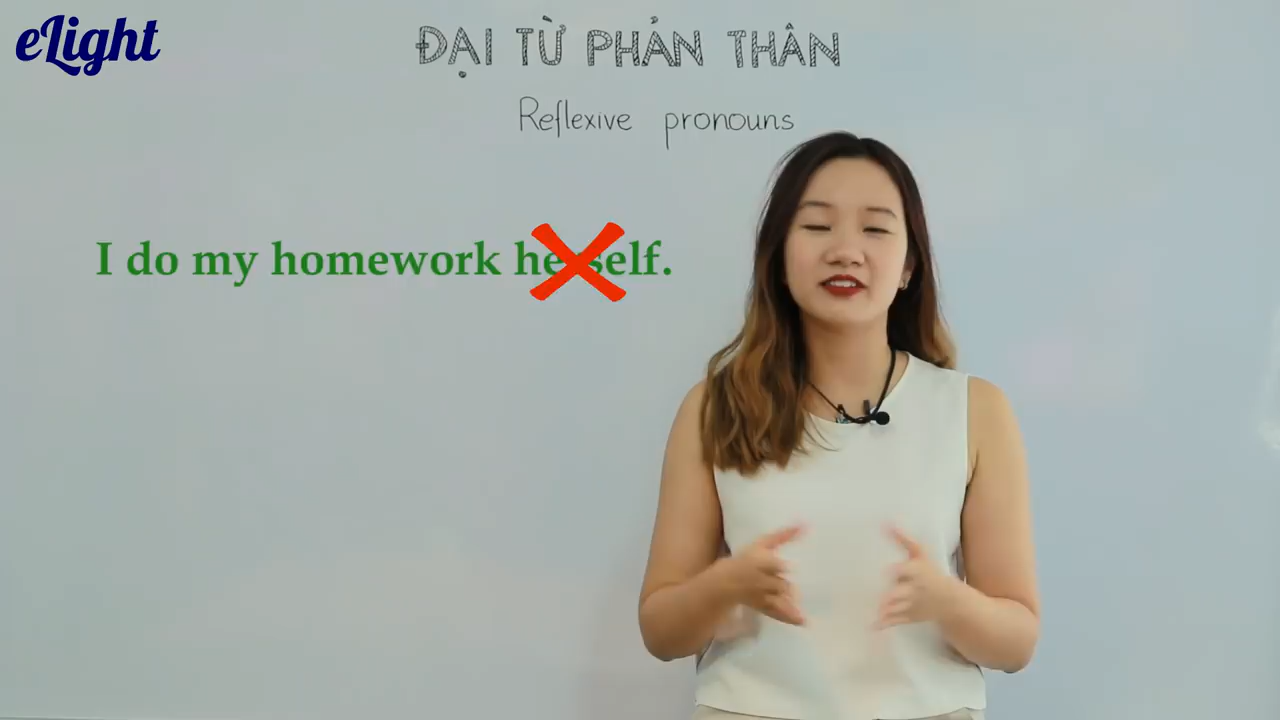 eLight
ĐẠI TỪ PHẢN THÂN
Reflexive pronouns
I do my homework herself.